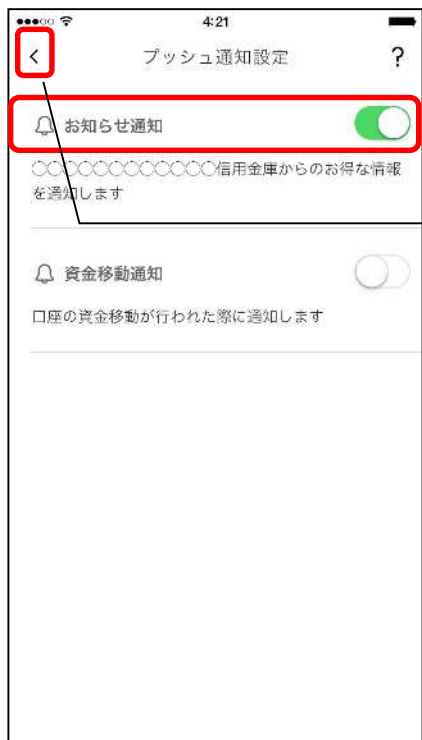 4:21
< プッシュ通知設定 ?
お知らせ通知
〇〇〇〇〇〇〇〇〇〇〇〇信用金庫からのお得な情報
を通知します
資金移動通知
口座の資金移動が行われた際に通知します